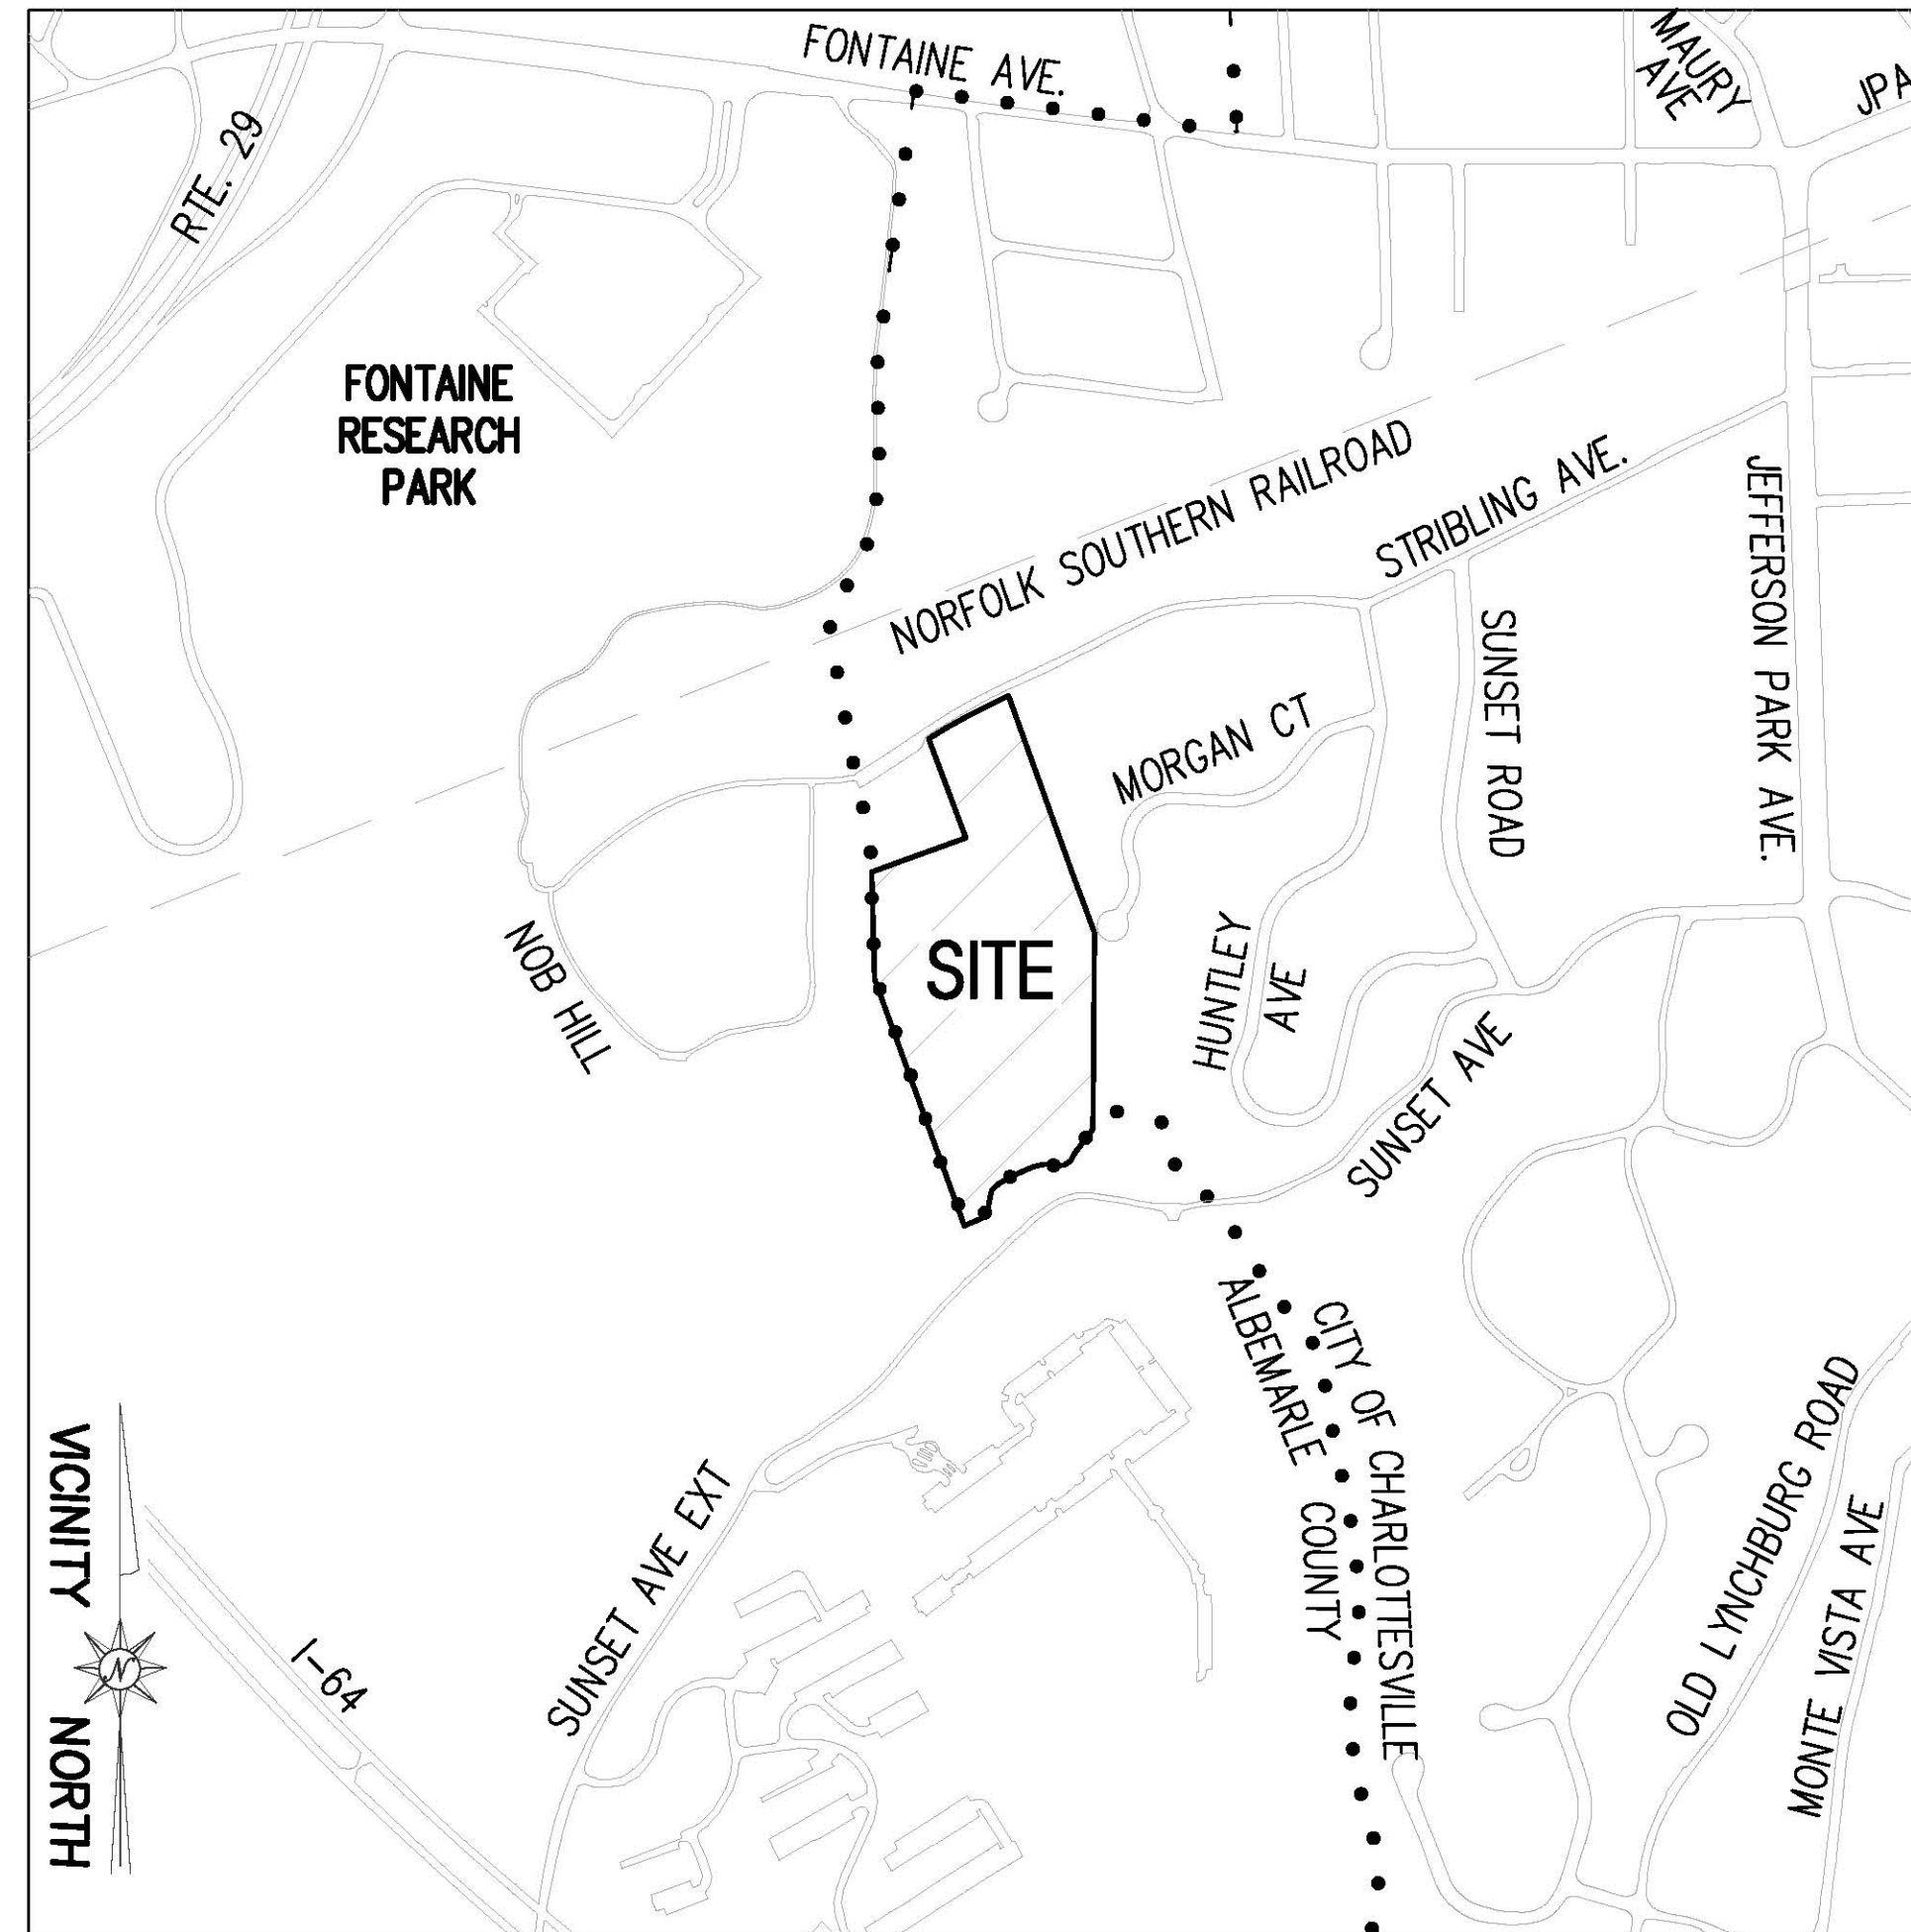 FONTAINE AVE.
MAURY
AVE
JPA
RTE. 29
FONTAINE
RESEARCH
PARK
NORFOLK SOUTHERN RAILROAD
STRIBLING AVE.
JEFFERSON PARK AVE.
SUNSET ROAD
MORGAN CT
SITE
NOB HILL
HUNTLEY
AVE
SUNSET AVE
ALBEMARLE COUNTY
CITY OF CHARLOTTESVILLE
OLD LYNCHBURG ROAD
MONTE VISTA AVE
SUNSET AVE EXT
I-64
VICINITY NORTH
N